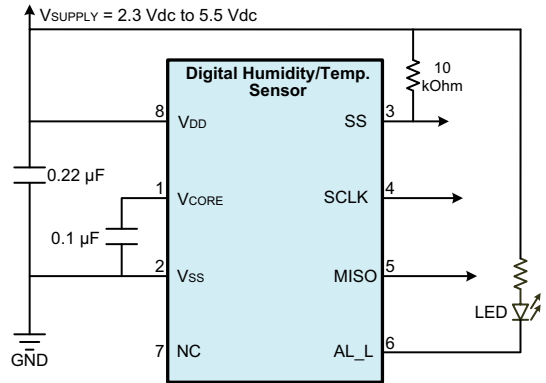 VSUPPLY = 2.3 Vdc to 5.5 Vdc
Digital Humidity/Temp.
Sensor
10
kOhm
8
VDD
SS
3
0.22 µF
1
VCORE
SCLK
4
0.1 µF
2
VSS
MISO
5
LED
GND
7
NC
AL_L
6